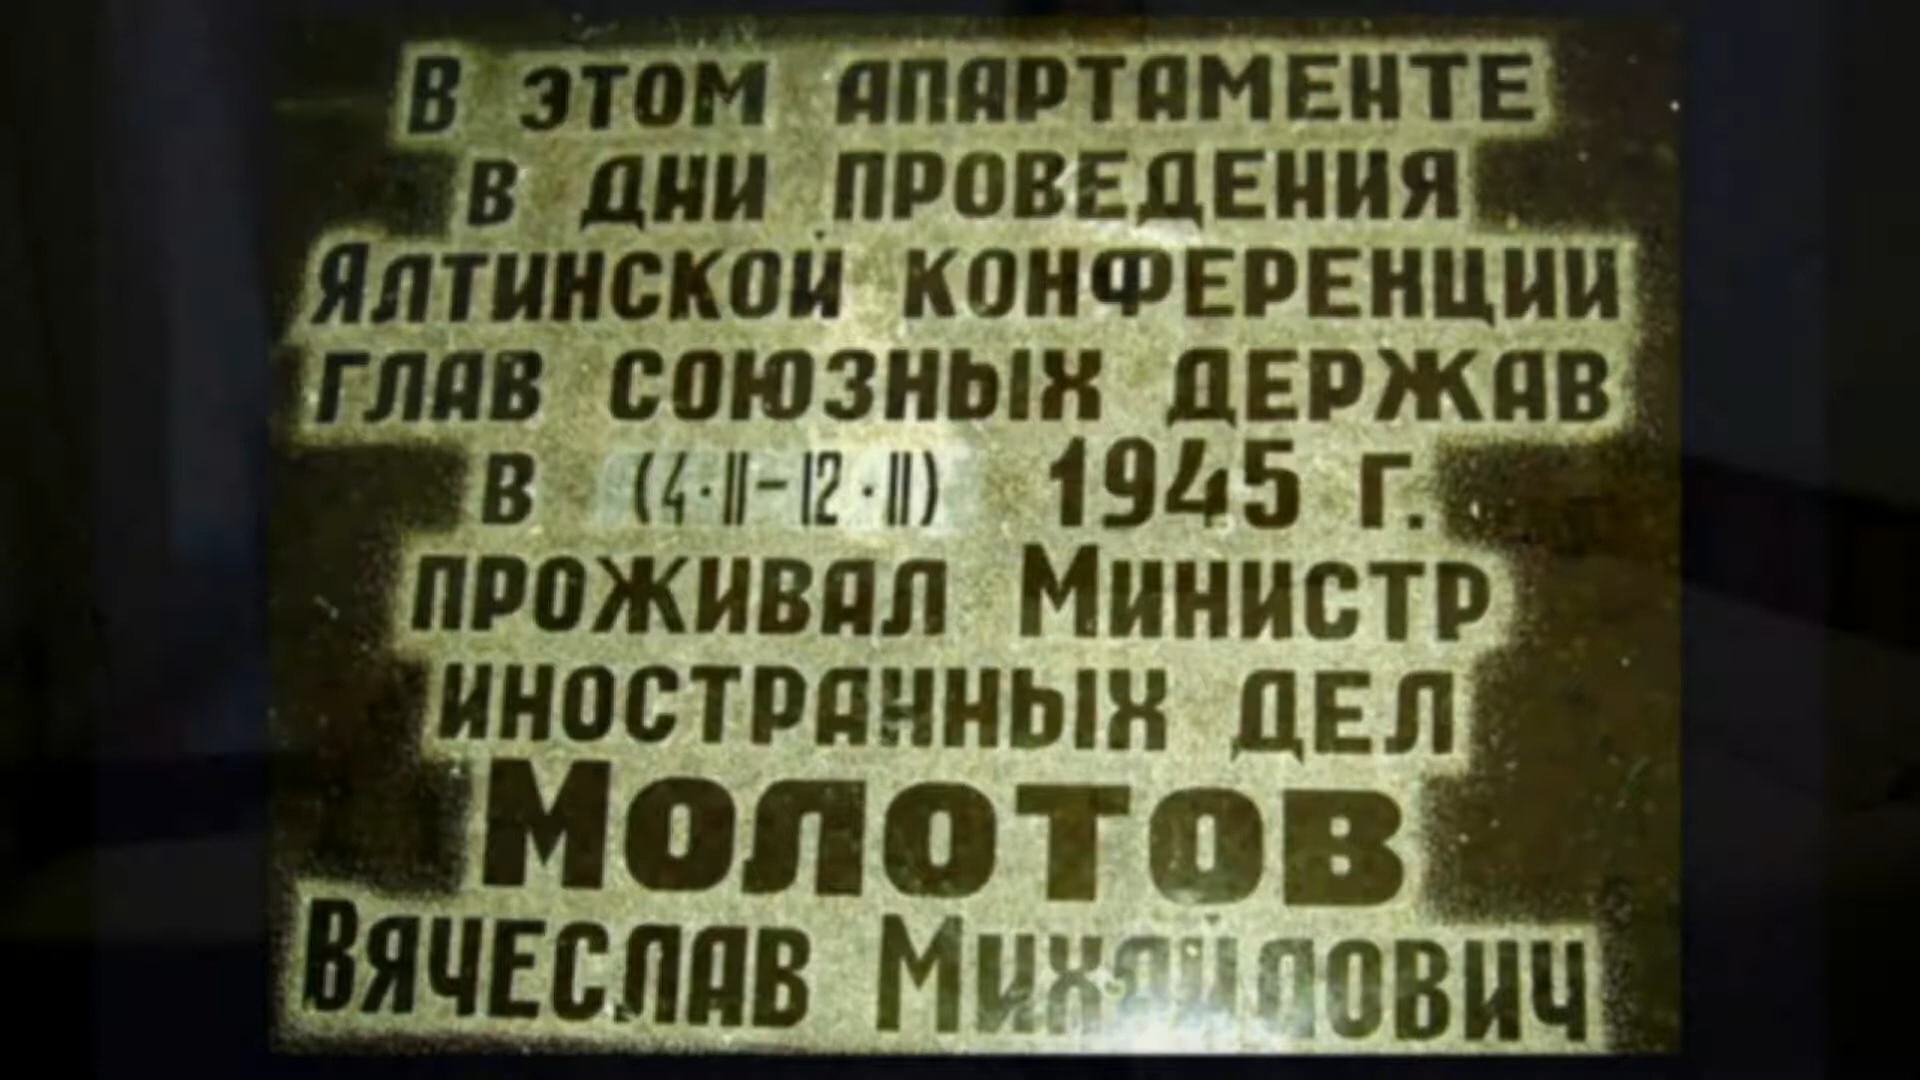 В ЭТОМ АПАРТАМЕНТЕ
В ДНИ ПРОВЕДЕНИЯ
ЯЛТИНСКОЙ КОНФЕРЕНЦИИ
ГЛАВ СОЮЗНЫХ ДЕРЖАВ
В (4·II–12·II) 1945 Г.
ПРОЖИВАЛ МИНИСТР
ИНОСТРАННЫХ ДЕЛ
МОЛОТОВ
ВЯЧЕСЛАВ МИХАЙЛОВИЧ